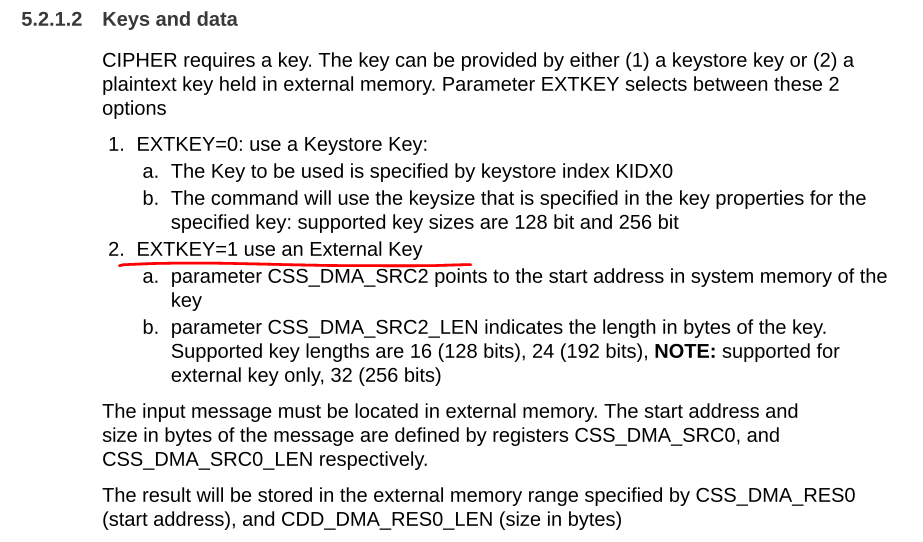 5.2.1.2 Keys and data
CIPHER requires a key. The key can be provided by either (1) a keystore key or (2) a
plaintext key held in external memory. Parameter EXTKEY selects between these 2
options
1. EXTKEY=0: use a Keystore Key:
a. The Key to be used is specified by keystore index KIDX0
b. The command will use the keysize that is specified in the key properties for the
specified key: supported key sizes are 128 bit and 256 bit
2. EXTKEY=1 use an External Key
a. parameter CSS_DMA_SRC2 points to the start address in system memory of the
key
b. parameter CSS_DMA_SRC2_LEN indicates the length in bytes of the key.
Supported key lengths are 16 (128 bits), 24 (192 bits), NOTE: supported for
external key only, 32 (256 bits)
The input message must be located in external memory. The start address and
size in bytes of the message are defined by registers CSS_DMA_SRC0, and
CSS_DMA_SRC0_LEN respectively.
The result will be stored in the external memory range specified by CSS_DMA_RES0
(start address), and CDD_DMA_RES0_LEN (size in bytes)